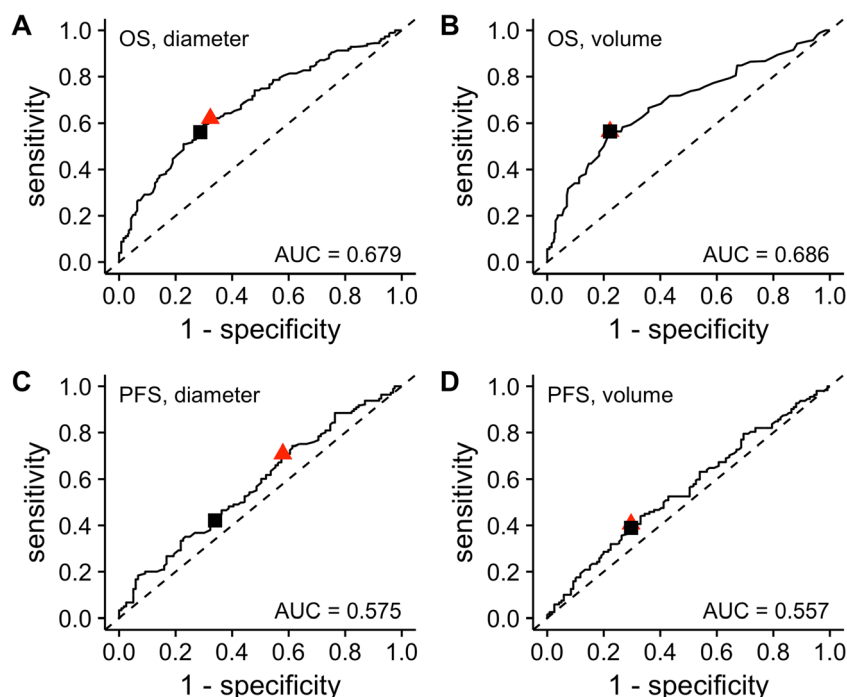 A
OS, diameter
1.0
0.8
0.6
0.4
0.2
0.0
sensitivity
AUC = 0.679
0.0 0.2 0.4 0.6 0.8 1.0
1 - specificity
B
OS, volume
1.0
0.8
0.6
0.4
0.2
0.0
sensitivity
AUC = 0.686
0.0 0.2 0.4 0.6 0.8 1.0
1 - specificity
C
PFS, diameter
1.0
0.8
0.6
0.4
0.2
0.0
sensitivity
AUC = 0.575
0.0 0.2 0.4 0.6 0.8 1.0
1 - specificity
D
PFS, volume
1.0
0.8
0.6
0.4
0.2
0.0
sensitivity
AUC = 0.557
0.0 0.2 0.4 0.6 0.8 1.0
1 - specificity